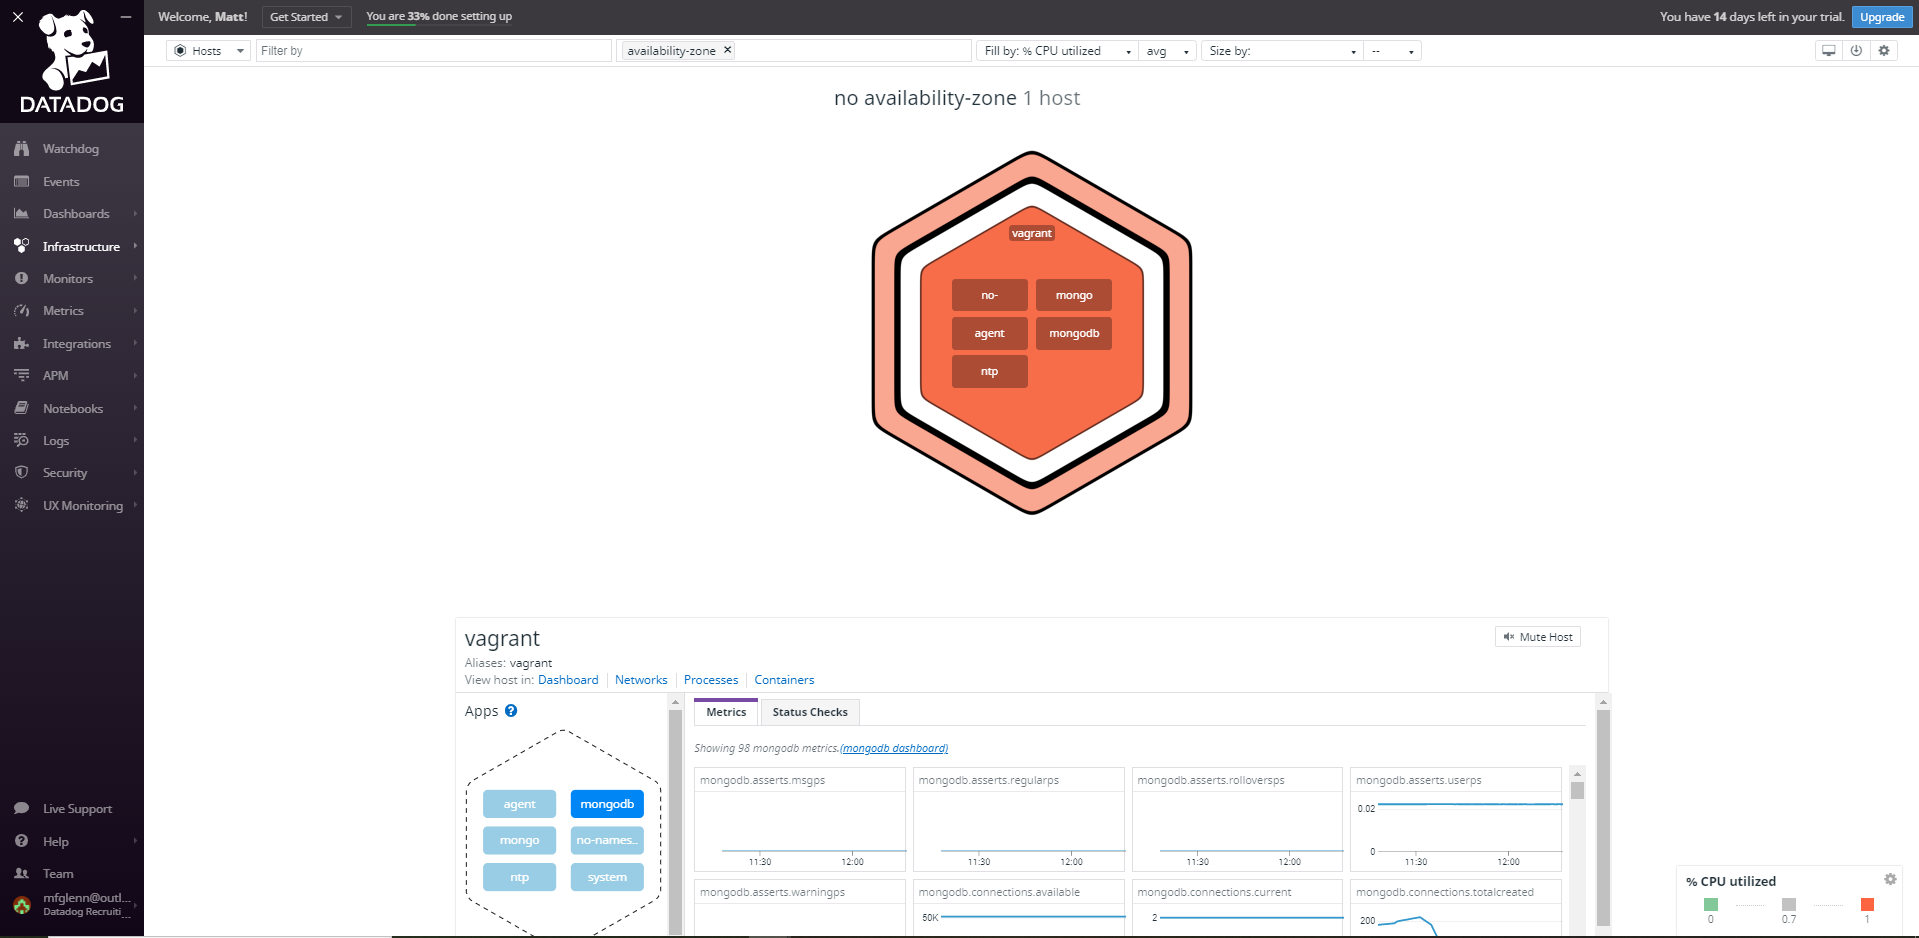 Welcome, Matt!
Get Started
You are 33% done setting up
You have 14 days left in your trial.
Upgrade
DATADOG
Hosts
Filter by
availability-zone ✕
Fill by: % CPU utilized
avg
Size by:
--
no availability-zone 1 host
Watchdog
Events
Dashboards
Infrastructure
Monitors
Metrics
Integrations
APM
Notebooks
Logs
Security
UX Monitoring
Live Support
Help
Team
mfglenn@outl...
Datadog Recruiti...
vagrant
no-
mongo
agent
mongodb
ntp
vagrant
Mute Host
Aliases: vagrant
View host in: Dashboard Networks Processes Containers
Apps
agent
mongodb
mongo
no-names..
ntp
system
Metrics
Status Checks
Showing 98 mongodb metrics.(mongodb dashboard)
mongodb.asserts.msgps
11:30 12:00
mongodb.asserts.regularps
11:30 12:00
mongodb.asserts.rolloversps
11:30 12:00
mongodb.asserts.userps
0.02
0
11:30 12:00
mongodb.asserts.warningps
mongodb.connections.available
50K
mongodb.connections.current
2
mongodb.connections.totalcreated
200
% CPU utilized
0 0.7 1